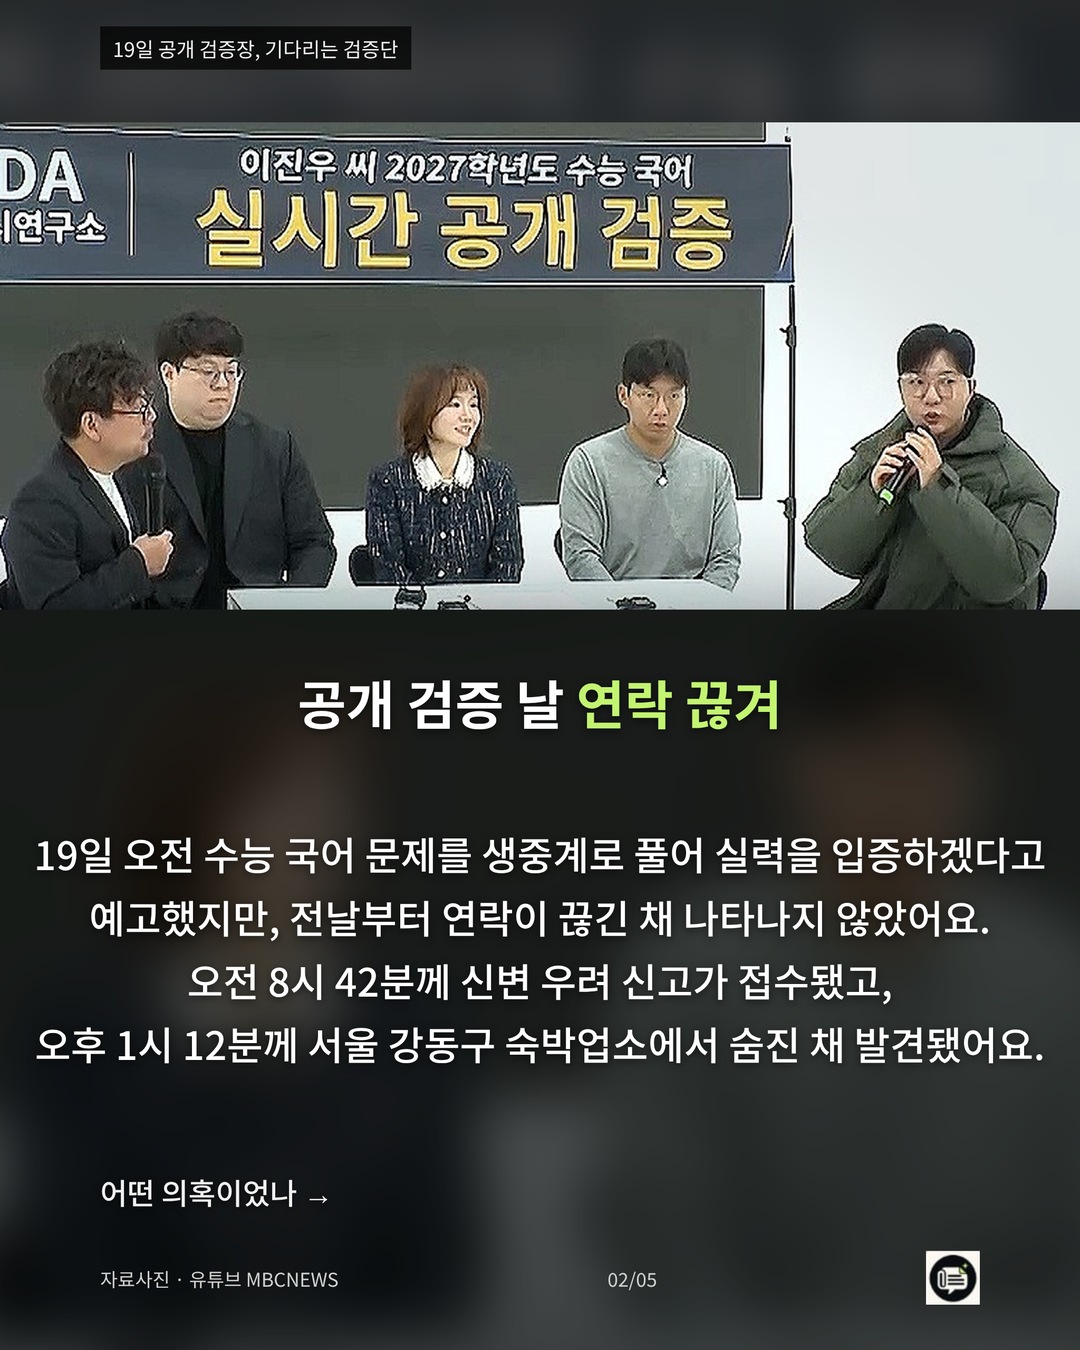 19일 공개 검증장, 기다리는 검증단
DA
이진우 씨 2027학년도 수능 국어
연구소
실시간 공개 검증
공개 검증 날 연락 끊겨
19일 오전 수능 국어 문제를 생중계로 풀어 실력을 입증하겠다고
예고했지만, 전날부터 연락이 끊긴 채 나타나지 않았어요.
오전 8시 42분께 신변 우려 신고가 접수됐고,
오후 1시 12분께 서울 강동구 숙박업소에서 숨진 채 발견됐어요.
어떤 의혹이었나 →
자료사진 · 유튜브 MBCNEWS
02/05